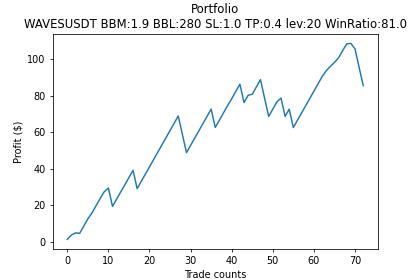 Portfolio
WAVESUSDT BBM:1.9 BBL:280 SL:1.0 TP:0.4 lev:20 WinRatio:81.0
Profit ($)
100
80
60
40
20
0
0 10 20 30 40 50 60 70
Trade counts